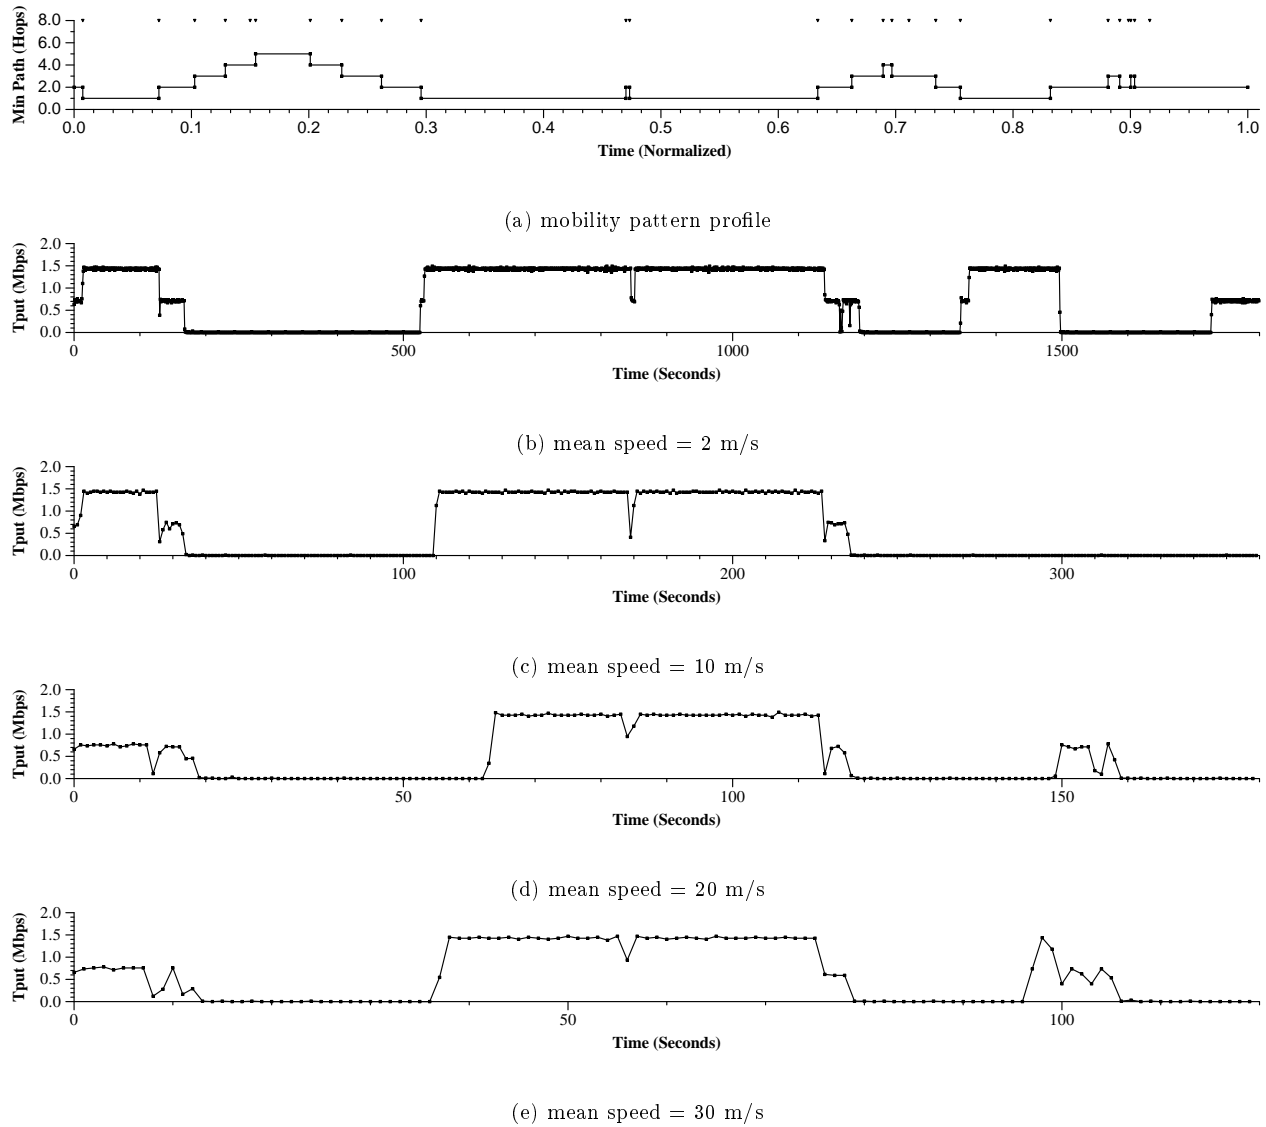 Min Path (Hops)
8.0
6.0
4.0
2.0
0.0
0.0 0.1 0.2 0.3 0.4 0.5 0.6 0.7 0.8 0.9 1.0
Time (Normalized)
(a) mobility pattern profile
Tput (Mbps)
2.0
1.5
1.0
0.5
0.0
0 500 1000 1500
Time (Seconds)
(b) mean speed = 2 m/s
Tput (Mbps)
2.0
1.5
1.0
0.5
0.0
0 100 200 300
Time (Seconds)
(c) mean speed = 10 m/s
Tput (Mbps)
2.0
1.5
1.0
0.5
0.0
0 50 100 150
Time (Seconds)
(d) mean speed = 20 m/s
Tput (Mbps)
2.0
1.5
1.0
0.5
0.0
0 50 100
Time (Seconds)
(e) mean speed = 30 m/s